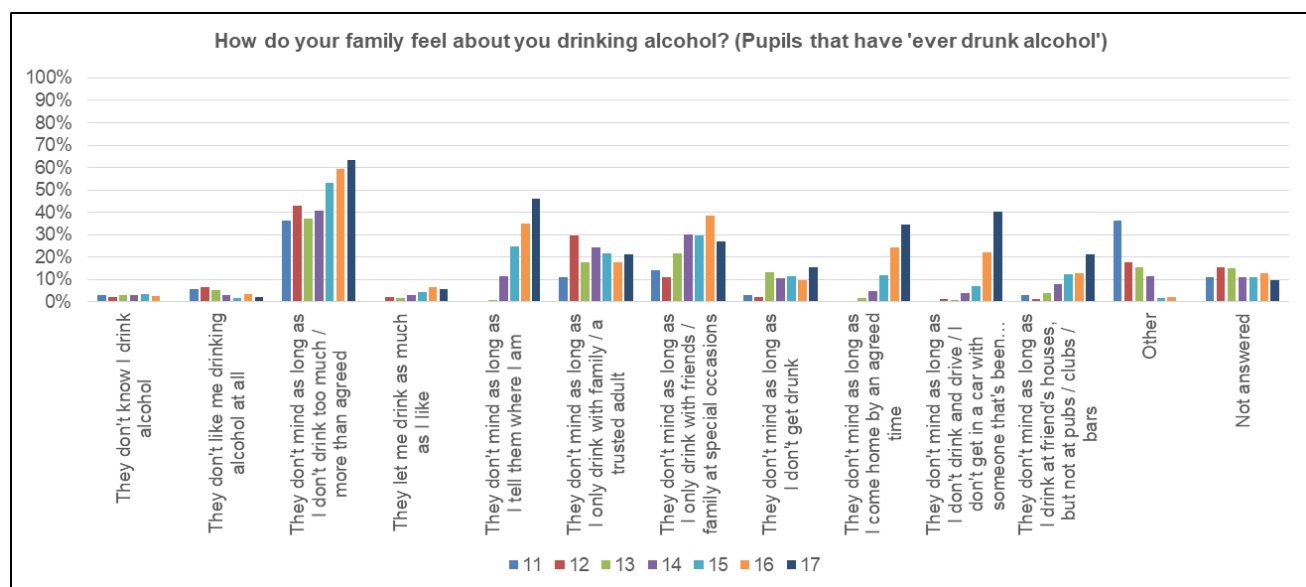 How do your family feel about you drinking alcohol? (Pupils that have 'ever drunk alcohol')
100%
90%
80%
70%
60%
50%
40%
30%
20%
10%
0%
They don't know I drink
alcohol
They don't like me drinking
alcohol at all
They don't mind as long as
I don't drink too much /
more than agreed
They let me drink as much
as I like
They don't mind as long as
I tell them where I am
They don't mind as long as
I only drink with family / a
trusted adult
They don't mind as long as
I only drink with friends /
family at special occasions
They don't mind as long as
I don't get drunk
They don't mind as long as
I come home by an agreed
time
They don't mind as long as
I don't drink and drive / I
don't get in a car with
someone that's been...
They don't mind as long as
I drink at friend's houses,
but not at pubs / clubs /
bars
Other
Not answered
11 12 13 14 15 16 17